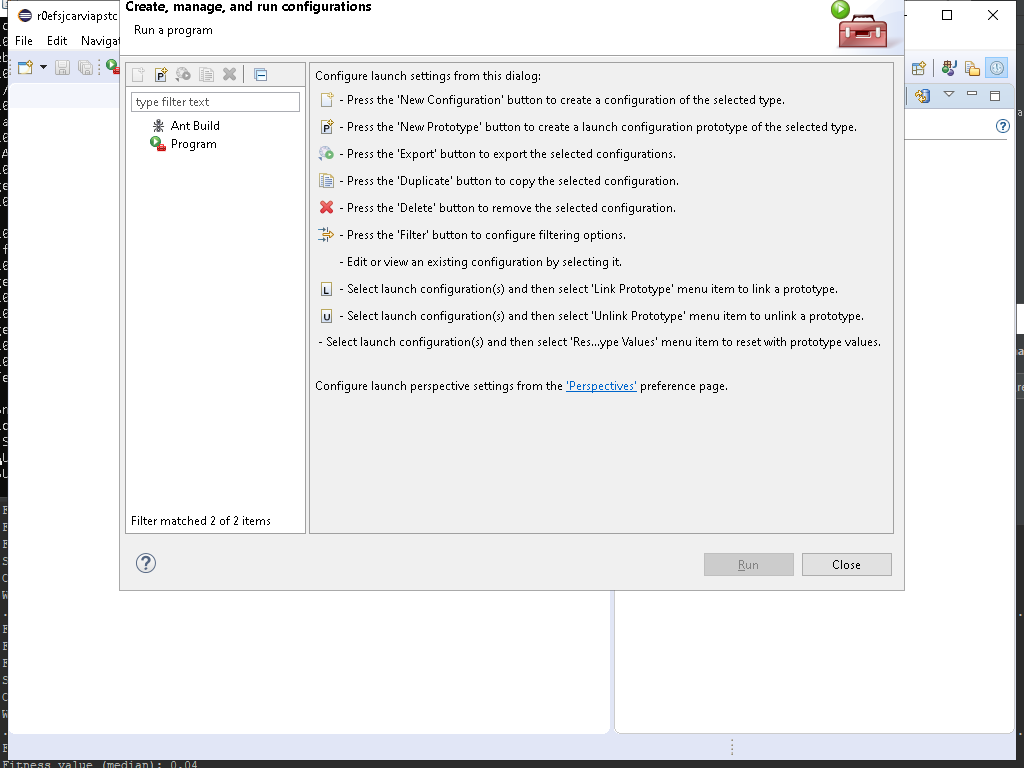 Create, manage, and run configurations
Run a program
r0efsjcarviapstc
File Edit Navigat
type filter text
Ant Build
Program
Filter matched 2 of 2 items
Configure launch settings from this dialog:
- Press the 'New Configuration' button to create a configuration of the selected type.
- Press the 'New Prototype' button to create a launch configuration prototype of the selected type.
- Press the 'Export' button to export the selected configurations.
- Press the 'Duplicate' button to copy the selected configuration.
- Press the 'Delete' button to remove the selected configuration.
- Press the 'Filter' button to configure filtering options.
- Edit or view an existing configuration by selecting it.
L - Select launch configuration(s) and then select 'Link Prototype' menu item to link a prototype.
U - Select launch configuration(s) and then select 'Unlink Prototype' menu item to unlink a prototype.
- Select launch configuration(s) and then select 'Res...ype Values' menu item to reset with prototype values.
Configure launch perspective settings from the 'Perspectives' preference page.
Run
Close
Fitness value (median): 0.04